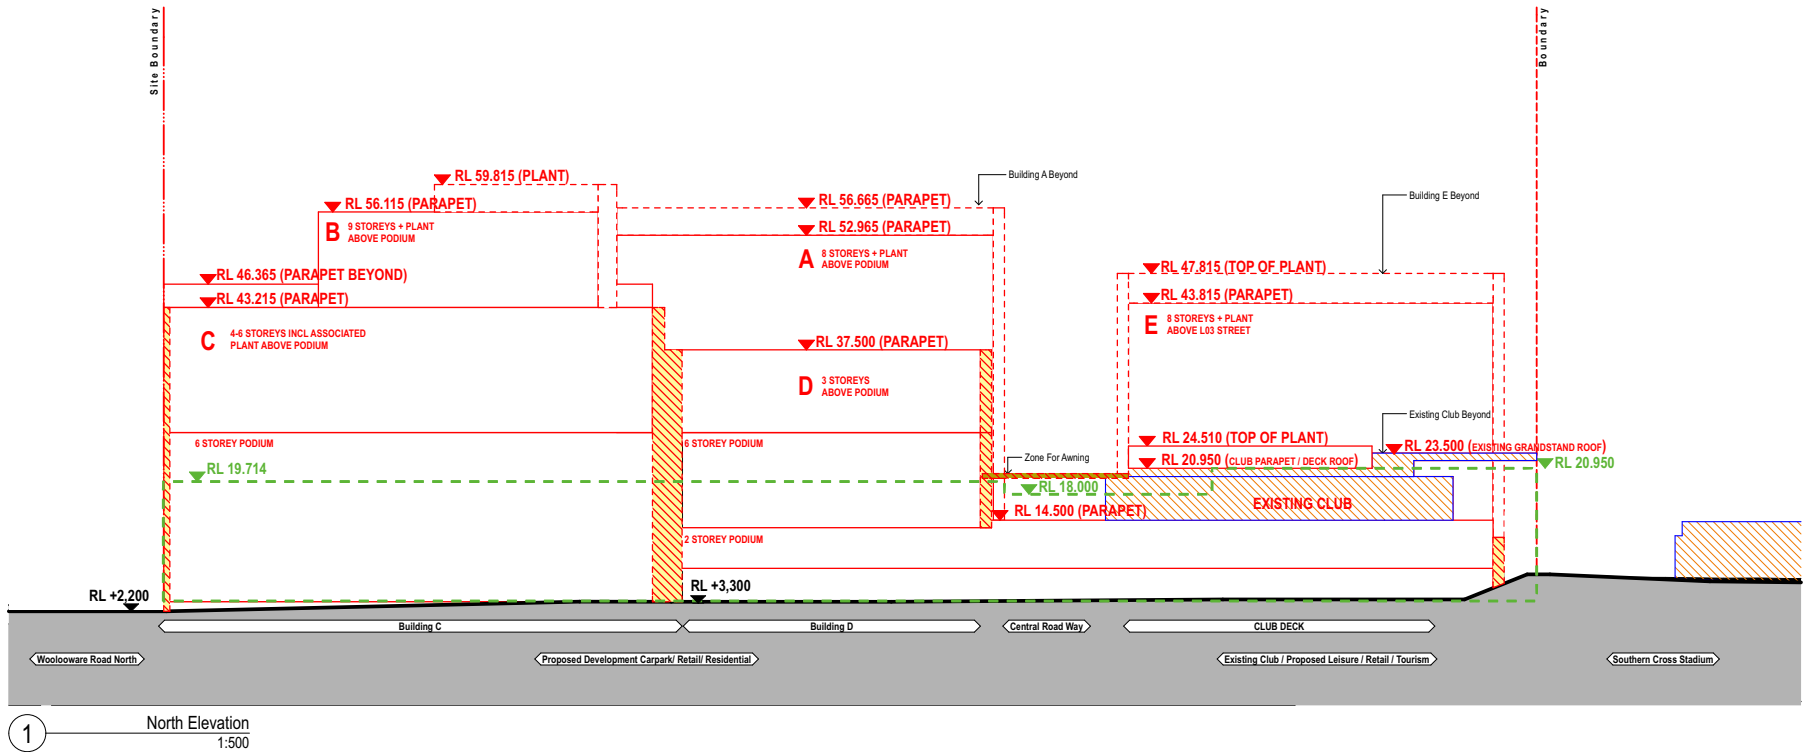 Site Boundary
Boundary
RL 59.815 (PLANT)
Building A Beyond
RL 56.115 (PARAPET)
RL 56.665 (PARAPET)
Building E Beyond
B 9 STOREYS + PLANT
ABOVE PODIUM
RL 52.965 (PARAPET)
A 8 STOREYS + PLANT
ABOVE PODIUM
RL 46.365 (PARAPET BEYOND)
RL 47.815 (TOP OF PLANT)
RL 43.215 (PARAPET)
RL 43.815 (PARAPET)
C 4-6 STOREYS INCL ASSOCIATED
PLANT ABOVE PODIUM
E 8 STOREYS + PLANT
ABOVE L03 STREET
RL 37.500 (PARAPET)
D 3 STOREYS
ABOVE PODIUM
Existing Club Beyond
6 STOREY PODIUM
6 STOREY PODIUM
RL 24.510 (TOP OF PLANT)
RL 23.500 (EXISTING GRANDSTAND ROOF)
Zone For Awning
RL 20.950 (CLUB PARAPET / DECK ROOF)
RL 20.950
RL 19.714
RL 18.000
EXISTING CLUB
RL 14.500 (PARAPET)
2 STOREY PODIUM
RL +2,200
RL +3,300
Building C
Building D
Central Road Way
CLUB DECK
Woolooware Road North
Proposed Development Carpark/ Retail/ Residential
Existing Club / Proposed Leisure / Retail / Tourism
Southern Cross Stadium
1
North Elevation
1:500